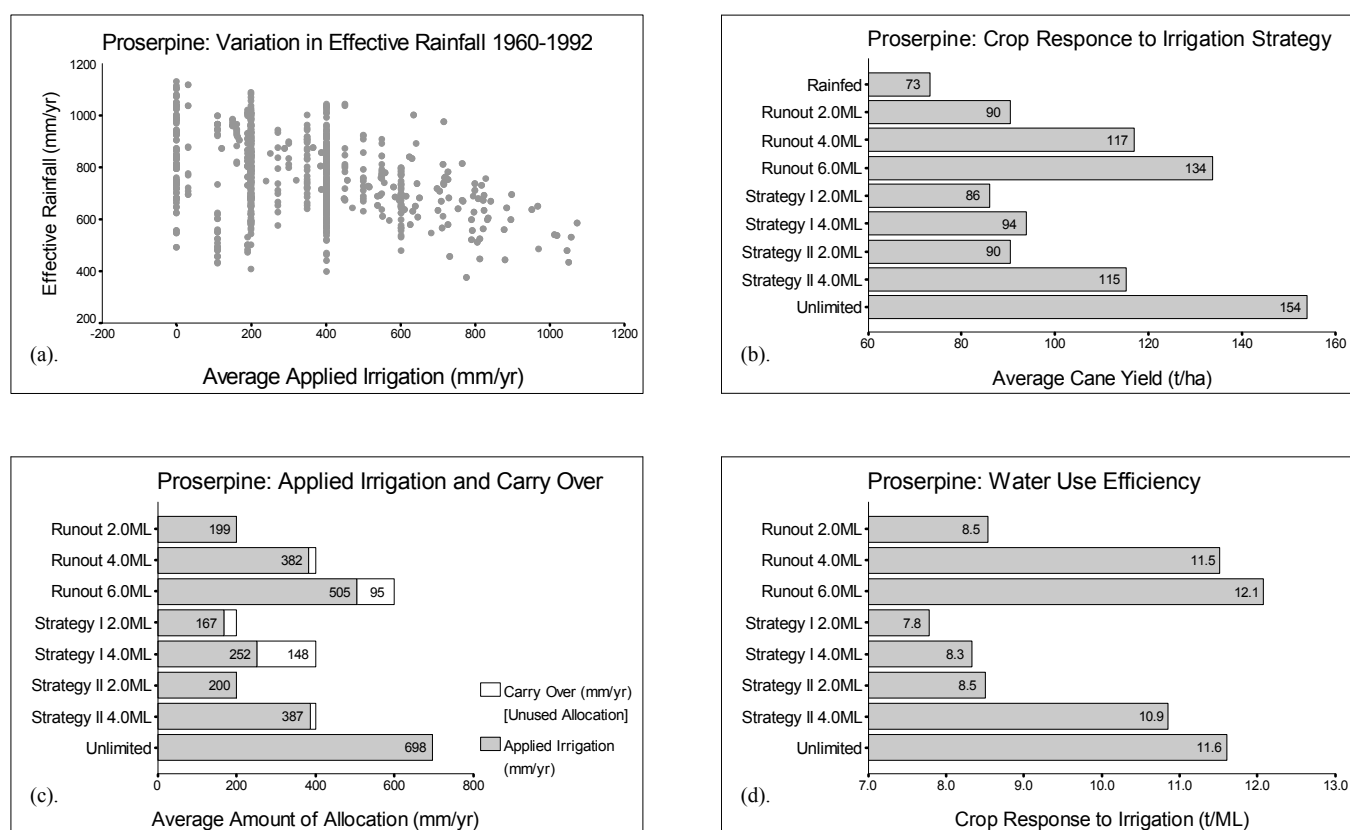 Proserpine: Variation in Effective Rainfall 1960-1992
Effective Rainfall (mm/yr)
1200
1000
800
600
400
200
-200 0 200 400 600 800 1000 1200
(a).
Average Applied Irrigation (mm/yr)
Proserpine: Crop Responce to Irrigation Strategy
Rainfed 73
Runout 2.0ML 90
Runout 4.0ML 117
Runout 6.0ML 134
Strategy I 2.0ML 86
Strategy I 4.0ML 94
Strategy II 2.0ML 90
Strategy II 4.0ML 115
Unlimited 154
60 80 100 120 140 160
(b).
Average Cane Yield (t/ha)
Proserpine: Applied Irrigation and Carry Over
Runout 2.0ML 199
Runout 4.0ML 382
Runout 6.0ML 505 95
Strategy I 2.0ML 167
Strategy I 4.0ML 252 148
Strategy II 2.0ML 200
Strategy II 4.0ML 387
Unlimited 698
Carry Over (mm/yr)
[Unused Allocation]
Applied Irrigation
(mm/yr)
0 200 400 600 800
(c).
Average Amount of Allocation (mm/yr)
Proserpine: Water Use Efficiency
Runout 2.0ML 8.5
Runout 4.0ML 11.5
Runout 6.0ML 12.1
Strategy I 2.0ML 7.8
Strategy I 4.0ML 8.3
Strategy II 2.0ML 8.5
Strategy II 4.0ML 10.9
Unlimited 11.6
7.0 8.0 9.0 10.0 11.0 12.0 13.0
(d).
Crop Response to Irrigation (t/ML)